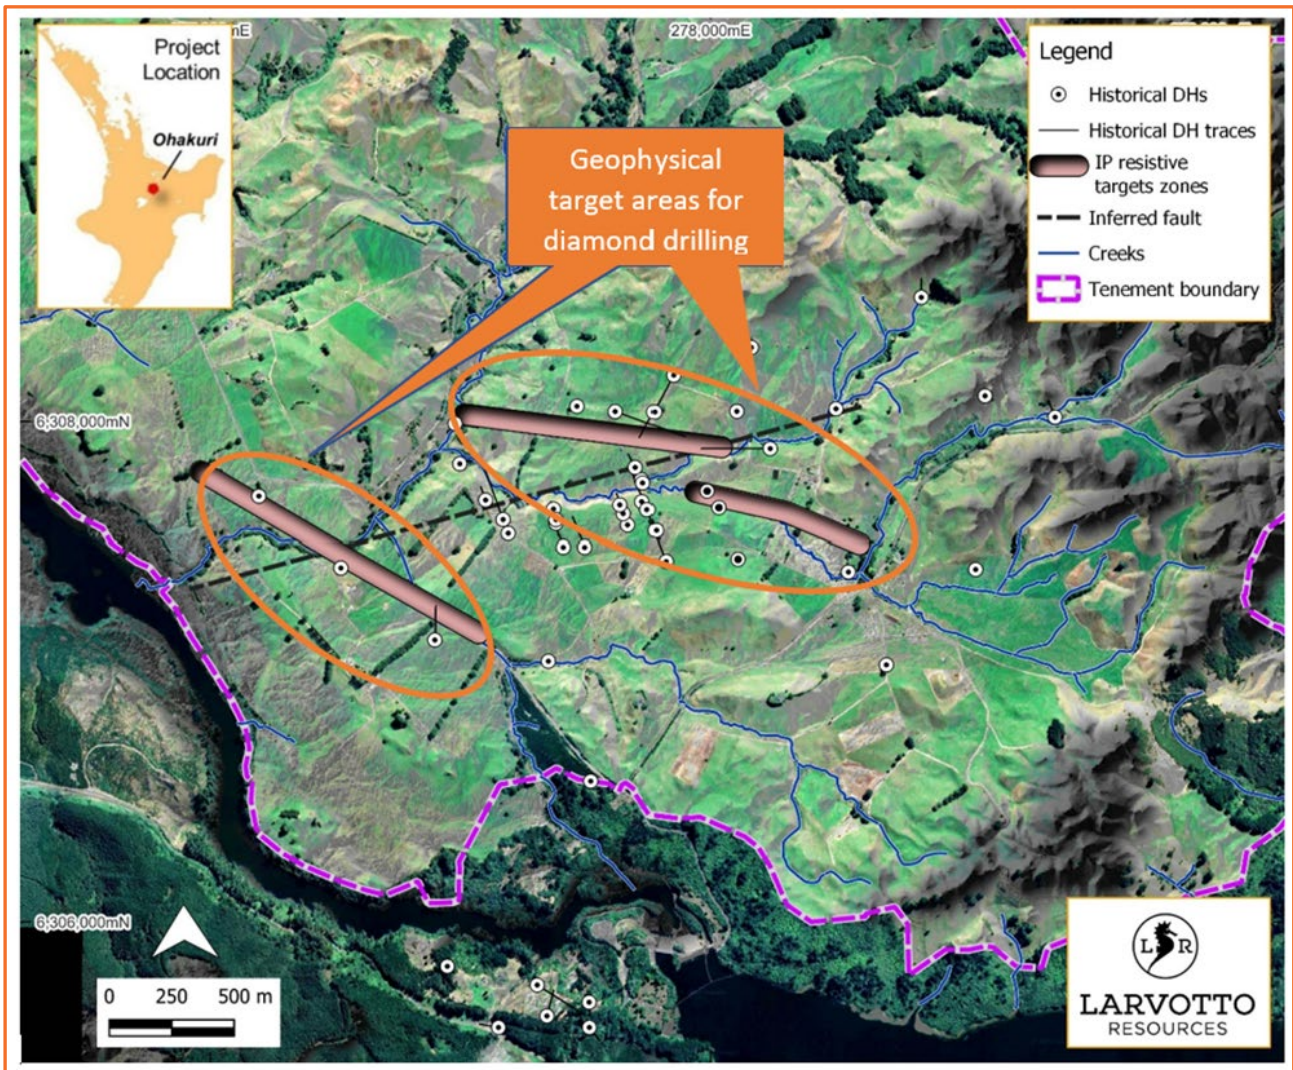 Project
Location
Ohakuri
mE
278,000mE
Legend
Historical DHs
Historical DH traces
IP resistive
targets zones
Inferred fault
Creeks
Tenement boundary
Geophysical
target areas for
diamond drilling
6,308,000mN
6,306,000mN
0 250 500 m
L R
LARVOTTO
RESOURCES